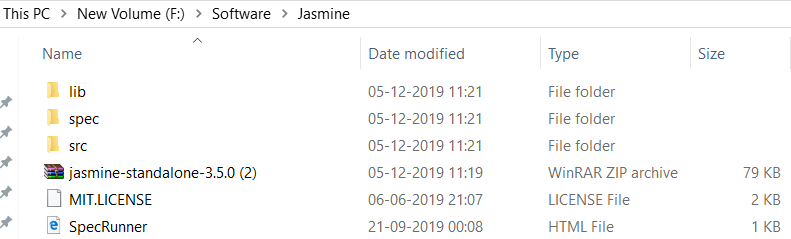 This PC > New Volume (F:) > Software > Jasmine
Name Date modified Type Size
lib 05-12-2019 11:21 File folder
spec 05-12-2019 11:21 File folder
src 05-12-2019 11:21 File folder
jasmine-standalone-3.5.0 (2) 05-12-2019 11:19 WinRAR ZIP archive 79 KB
MIT.LICENSE 06-06-2019 21:07 LICENSE File 2 KB
SpecRunner 21-09-2019 00:08 HTML File 1 KB